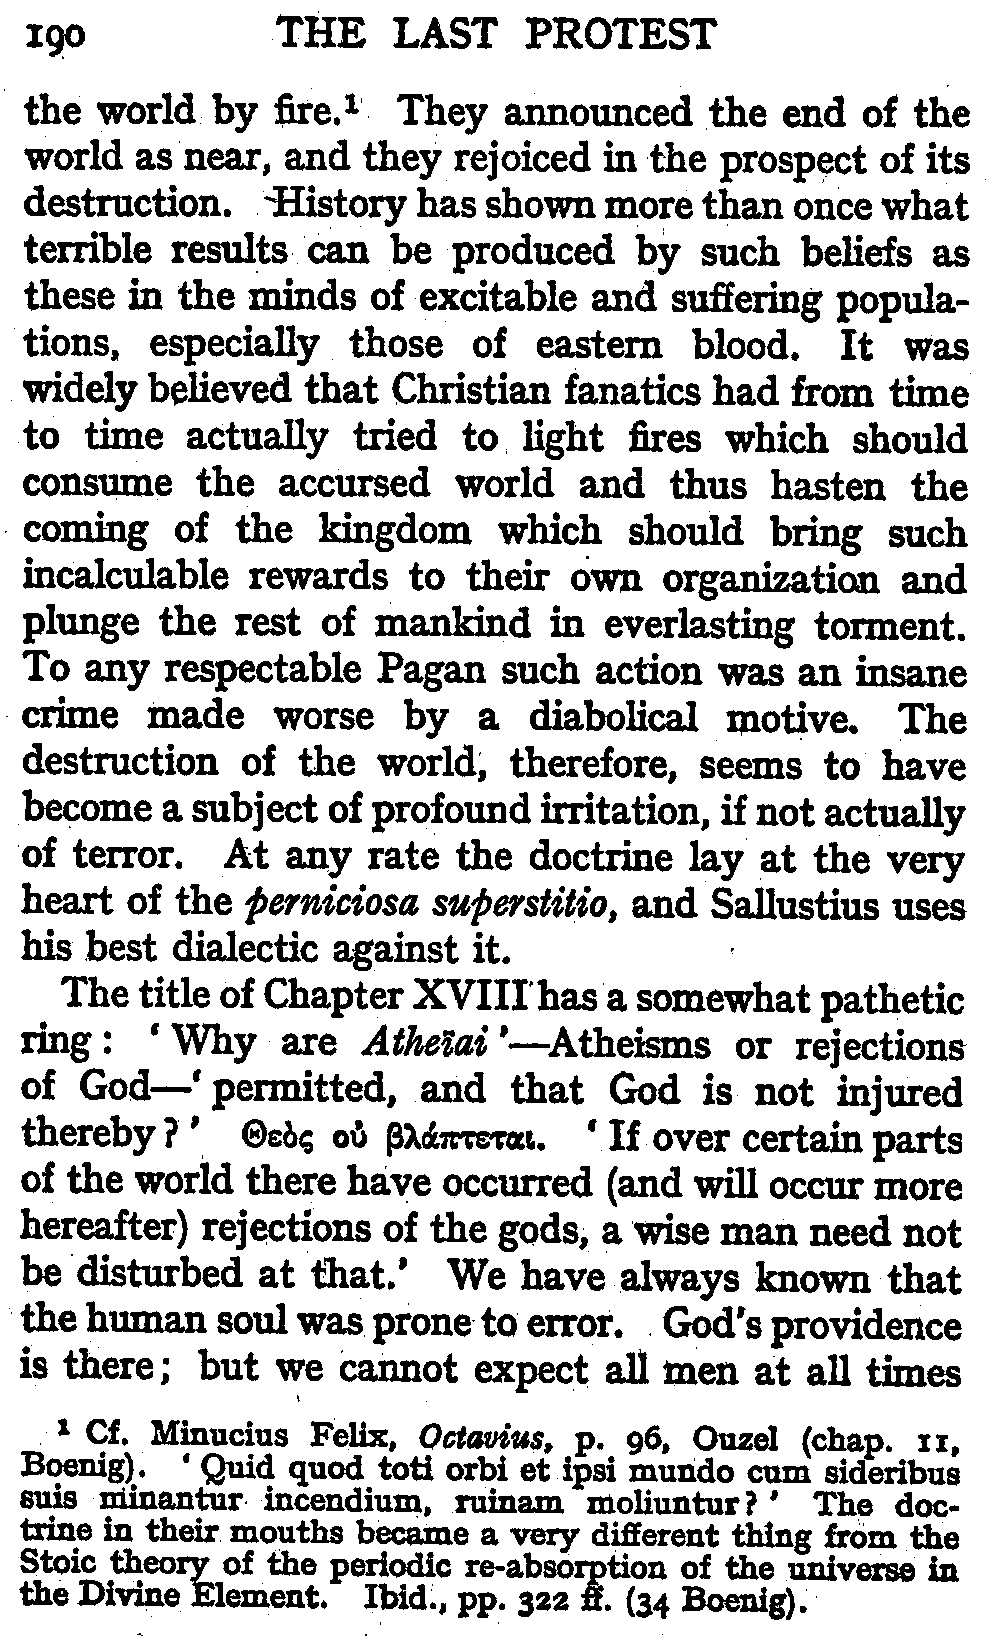 190 THE LAST PROTEST
the world by fire.¹ They announced the end of the
world as near, and they rejoiced in the prospect of its
destruction. History has shown more than once what
terrible results can be produced by such beliefs as
these in the minds of excitable and suffering popula-
tions, especially those of eastern blood. It was
widely believed that Christian fanatics had from time
to time actually tried to light fires which should
consume the accursed world and thus hasten the
coming of the kingdom which should bring such
incalculable rewards to their own organization and
plunge the rest of mankind in everlasting torment.
To any respectable Pagan such action was an insane
crime made worse by a diabolical motive. The
destruction of the world, therefore, seems to have
become a subject of profound irritation, if not actually
of terror. At any rate the doctrine lay at the very
heart of the perniciosa superstitio, and Sallustius uses
his best dialectic against it.
The title of Chapter XVIII has a somewhat pathetic
ring : ‘ Why are Atheïai ’—Atheisms or rejections
of God—‘ permitted, and that God is not injured
thereby ? ’ Θεὸς οὐ βλάπτεται. ‘ If over certain parts
of the world there have occurred (and will occur more
hereafter) rejections of the gods, a wise man need not
be disturbed at that.’ We have always known that
the human soul was prone to error. God's providence
is there ; but we cannot expect all men at all times
¹ Cf. Minucius Felix, Octavius, p. 96, Ouzel (chap. 11,
Boenig). ‘ Quid quod toti orbi et ipsi mundo cum sideribus
suis minantur incendium, ruinam moliuntur ? ’ The doc-
trine in their mouths became a very different thing from the
Stoic theory of the periodic re-absorption of the universe in
the Divine Element. Ibid., pp. 322 ff. (34 Boenig).